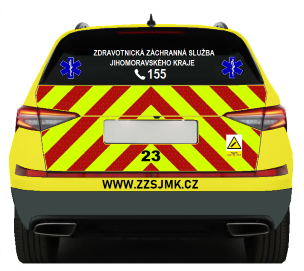 ZDRAVOTNICKÁ ZÁCHRANNÁ SLUŽBA
JIHOMORAVSKÉHO KRAJE
155
23
WWW.ZZSJMK.CZ